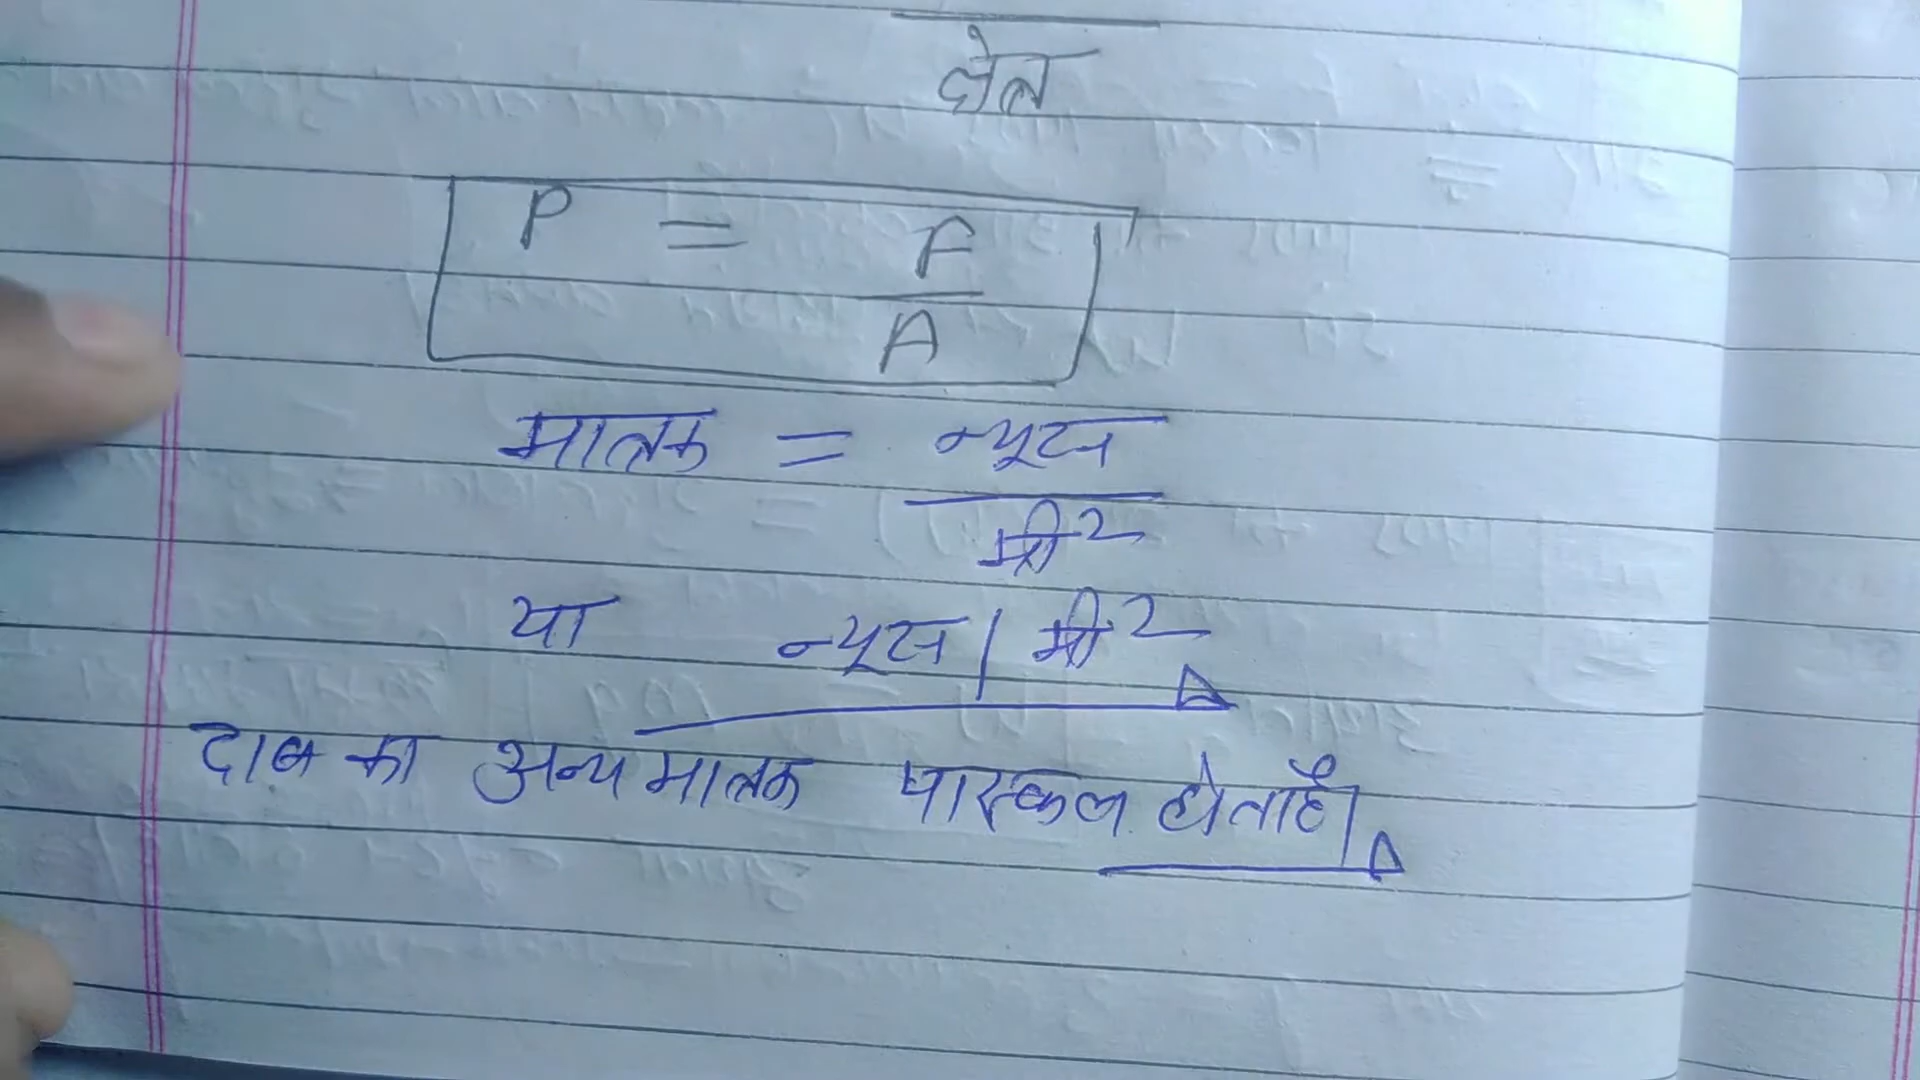 क्षेत्र
P = F
A
मात्रक = न्यूटन
मी²
या न्यूटन / मी²
दाब का अन्य मात्रक पास्कल होता है।